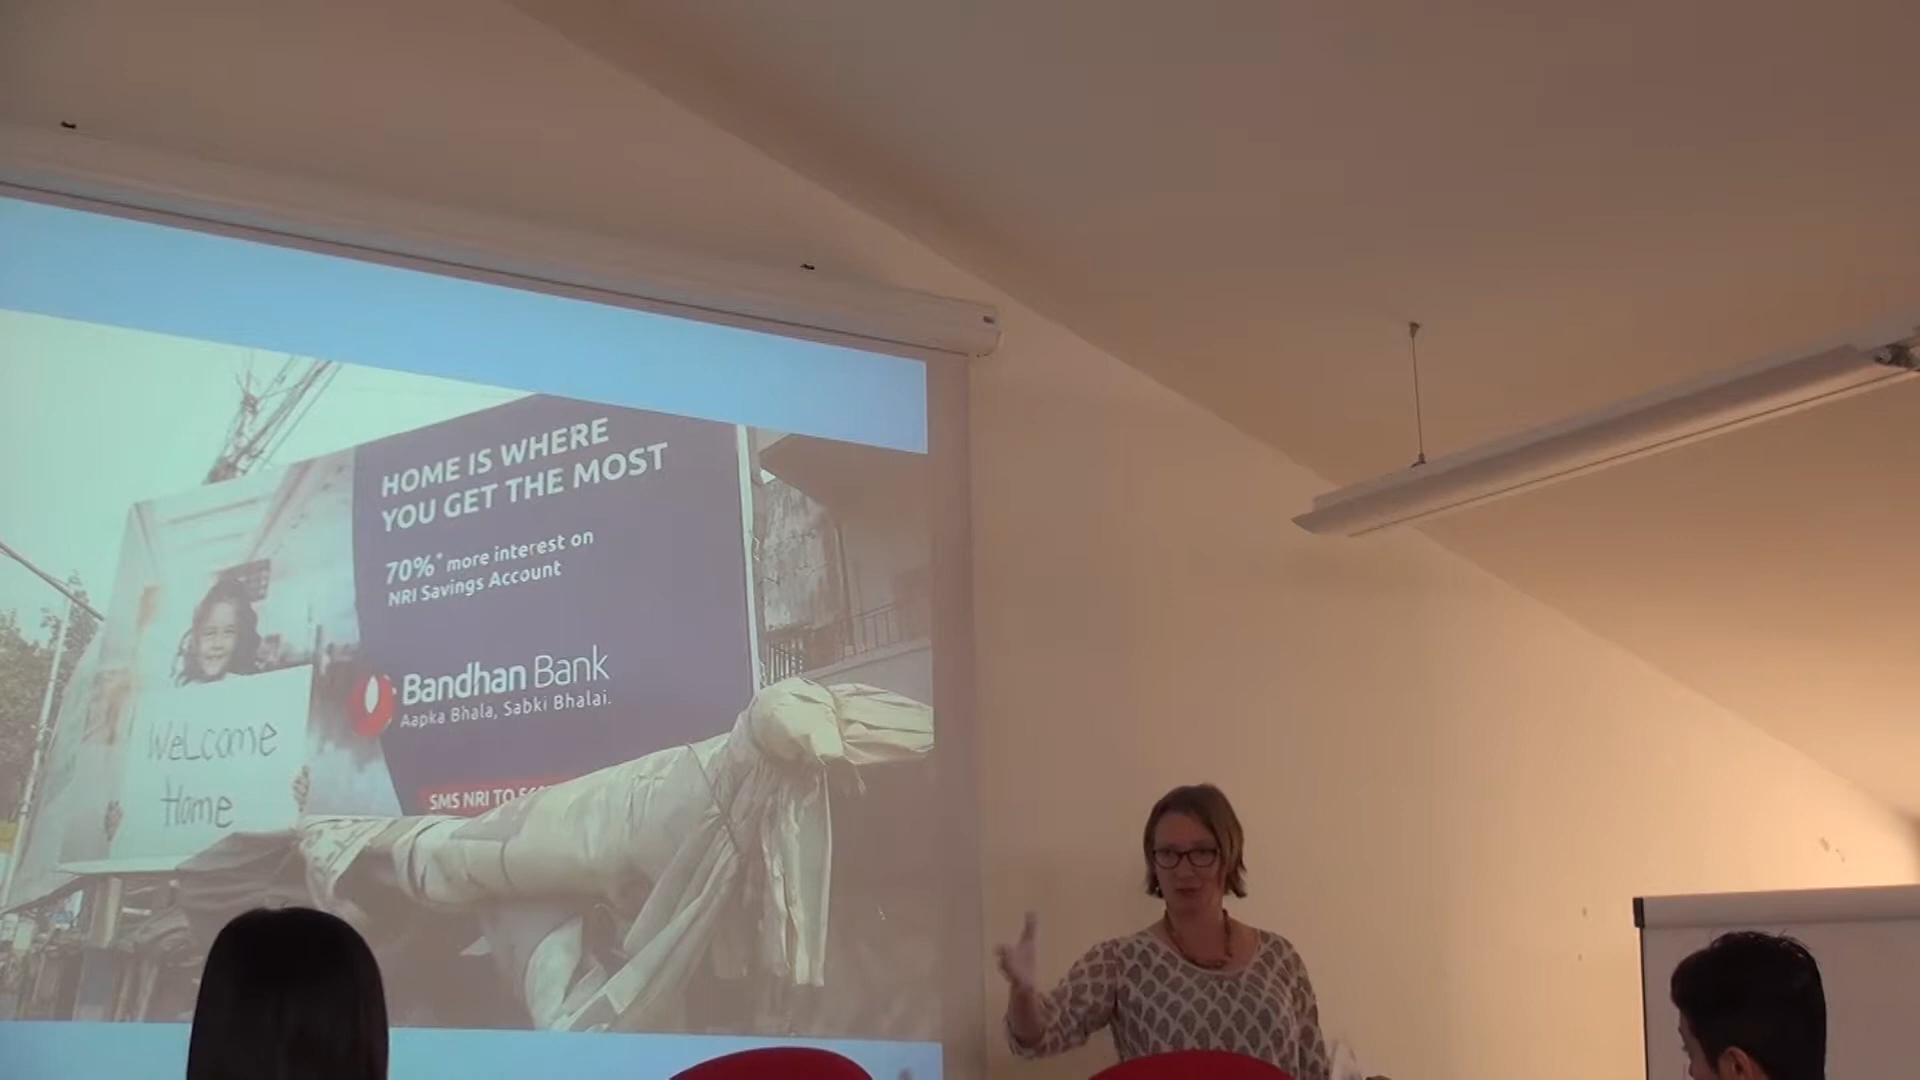 HOME IS WHERE
YOU GET THE MOST
70%* more interest on
NRI Savings Account
Bandhan Bank
Aapka Bhala, Sabki Bhalai.
SMS NRI TO
Welcome
Home